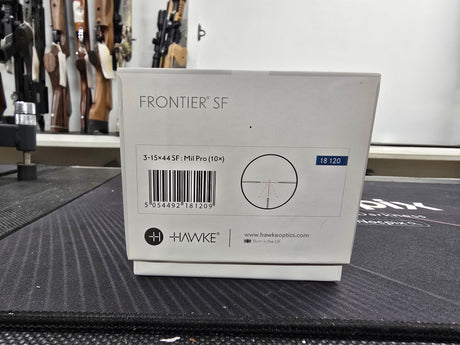 FRONTIER® SF
3-15×44 SF : Mil Pro (10×)
18 120
5 054492 181209
HAWKE®
www.hawkeoptics.com
Born in the UK